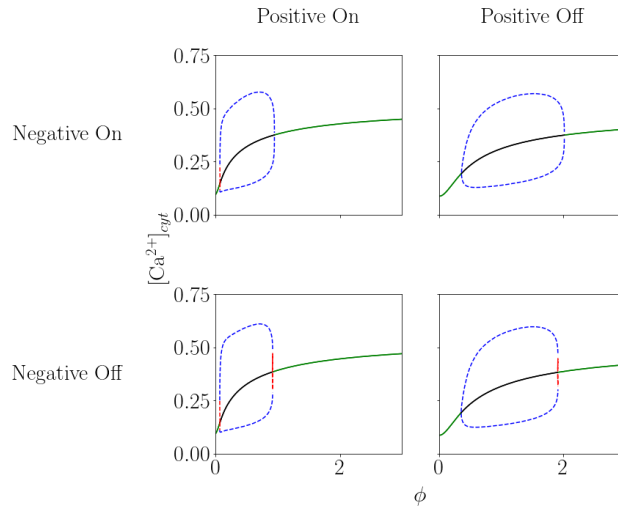 Positive On
Positive Off
Negative On
0.75
0.50
0.25
0.00
[Ca²⁺]cyt
Negative Off
0.75
0.50
0.25
0.00
0
2
0
2
ϕ